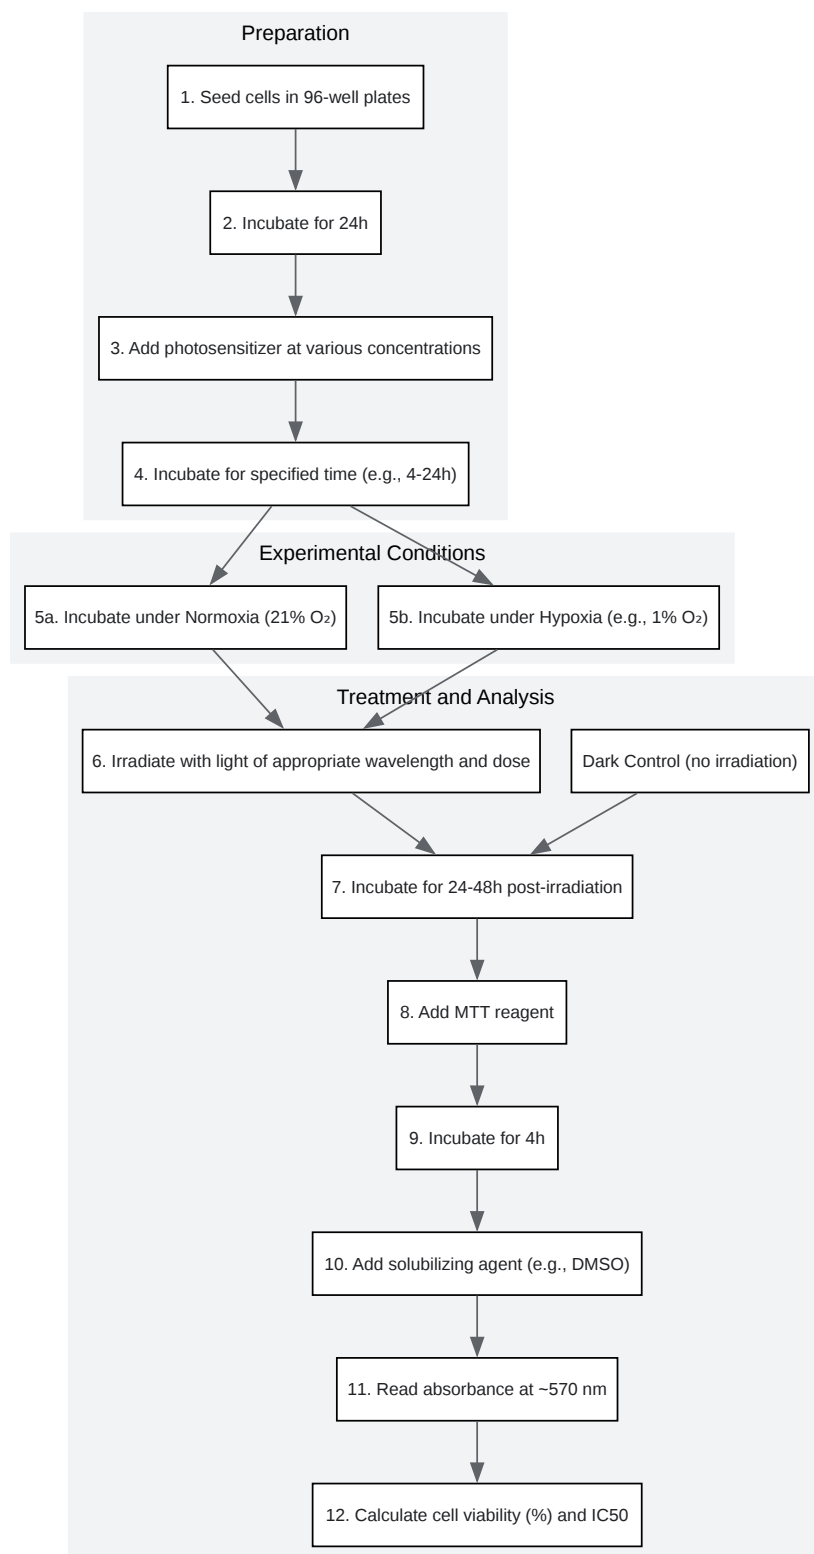 Preparation
1. Seed cells in 96-well plates
2. Incubate for 24h
3. Add photosensitizer at various concentrations
4. Incubate for specified time (e.g., 4-24h)
Experimental Conditions
5a. Incubate under Normoxia (21% O₂)
5b. Incubate under Hypoxia (e.g., 1% O₂)
Treatment and Analysis
6. Irradiate with light of appropriate wavelength and dose
Dark Control (no irradiation)
7. Incubate for 24-48h post-irradiation
8. Add MTT reagent
9. Incubate for 4h
10. Add solubilizing agent (e.g., DMSO)
11. Read absorbance at ~570 nm
12. Calculate cell viability (%) and IC50